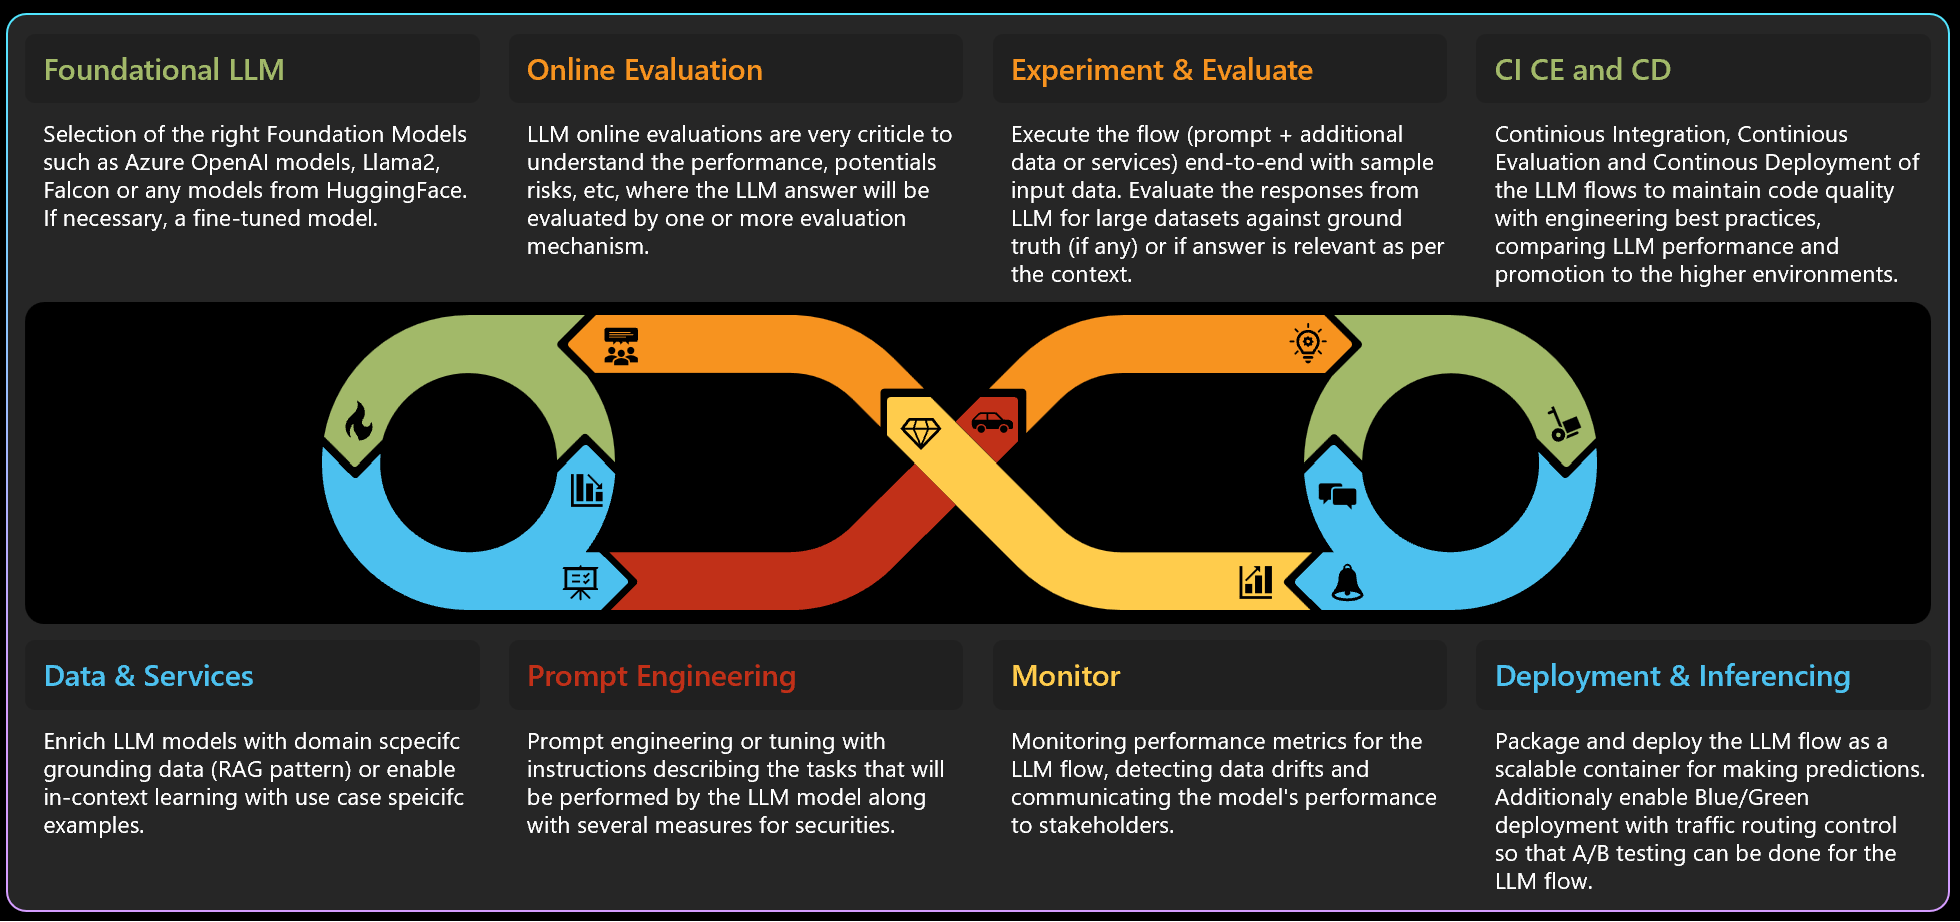 Foundational LLM
Selection of the right Foundation Models
such as Azure OpenAI models, Llama2,
Falcon or any models from HuggingFace.
If necessary, a fine-tuned model.
Online Evaluation
LLM online evaluations are very criticle to
understand the performance, potentials
risks, etc, where the LLM answer will be
evaluated by one or more evaluation
mechanism.
Experiment & Evaluate
Execute the flow (prompt + additional
data or services) end-to-end with sample
input data. Evaluate the responses from
LLM for large datasets against ground
truth (if any) or if answer is relevant as per
the context.
CI CE and CD
Continious Integration, Continious
Evaluation and Continous Deployment of
the LLM flows to maintain code quality
with engineering best practices,
comparing LLM performance and
promotion to the higher environments.
Data & Services
Enrich LLM models with domain scpecifc
grounding data (RAG pattern) or enable
in-context learning with use case speicifc
examples.
Prompt Engineering
Prompt engineering or tuning with
instructions describing the tasks that will
be performed by the LLM model along
with several measures for securities.
Monitor
Monitoring performance metrics for the
LLM flow, detecting data drifts and
communicating the model's performance
to stakeholders.
Deployment & Inferencing
Package and deploy the LLM flow as a
scalable container for making predictions.
Additionaly enable Blue/Green
deployment with traffic routing control
so that A/B testing can be done for the
LLM flow.